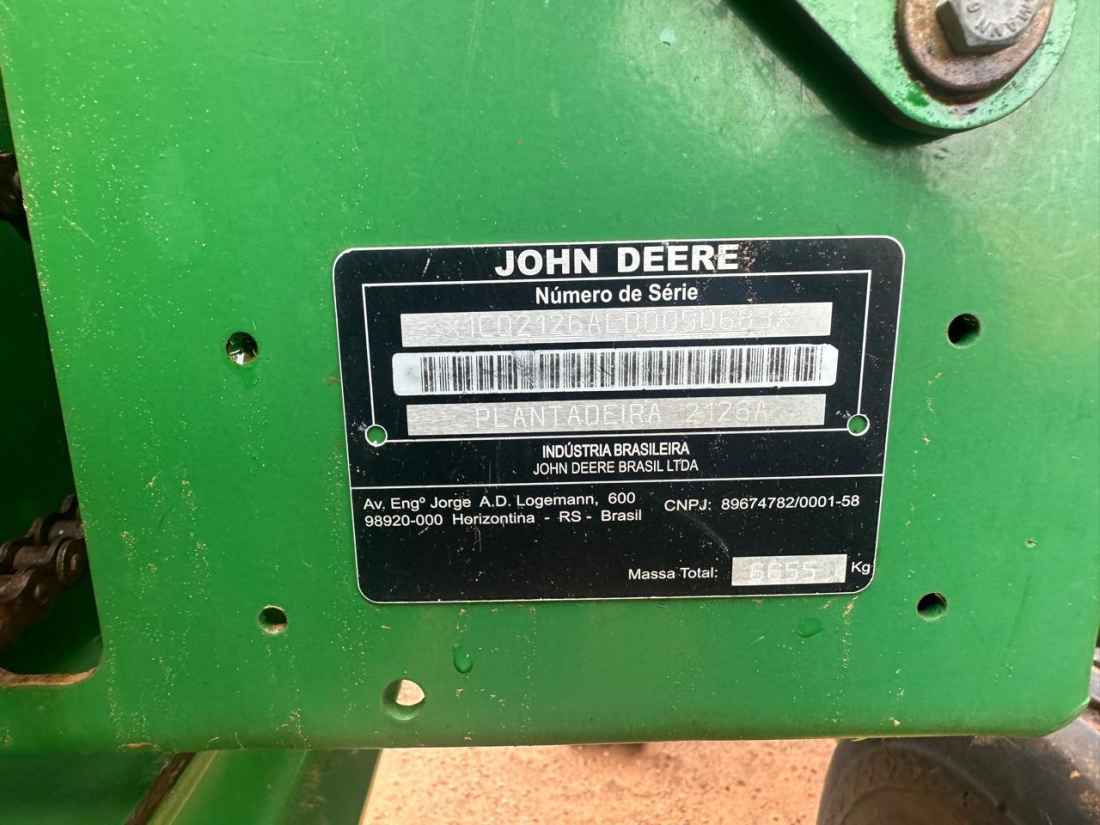 JOHN DEERE
Número de Série
PLANTADEIRA 2126A
INDÚSTRIA BRASILEIRA
JOHN DEERE BRASIL LTDA
Av. Engº Jorge A.D. Logemann, 600
98920-000 Horizontina - RS - Brasil
CNPJ: 89674782/0001-58
Massa Total: 6655 Kg